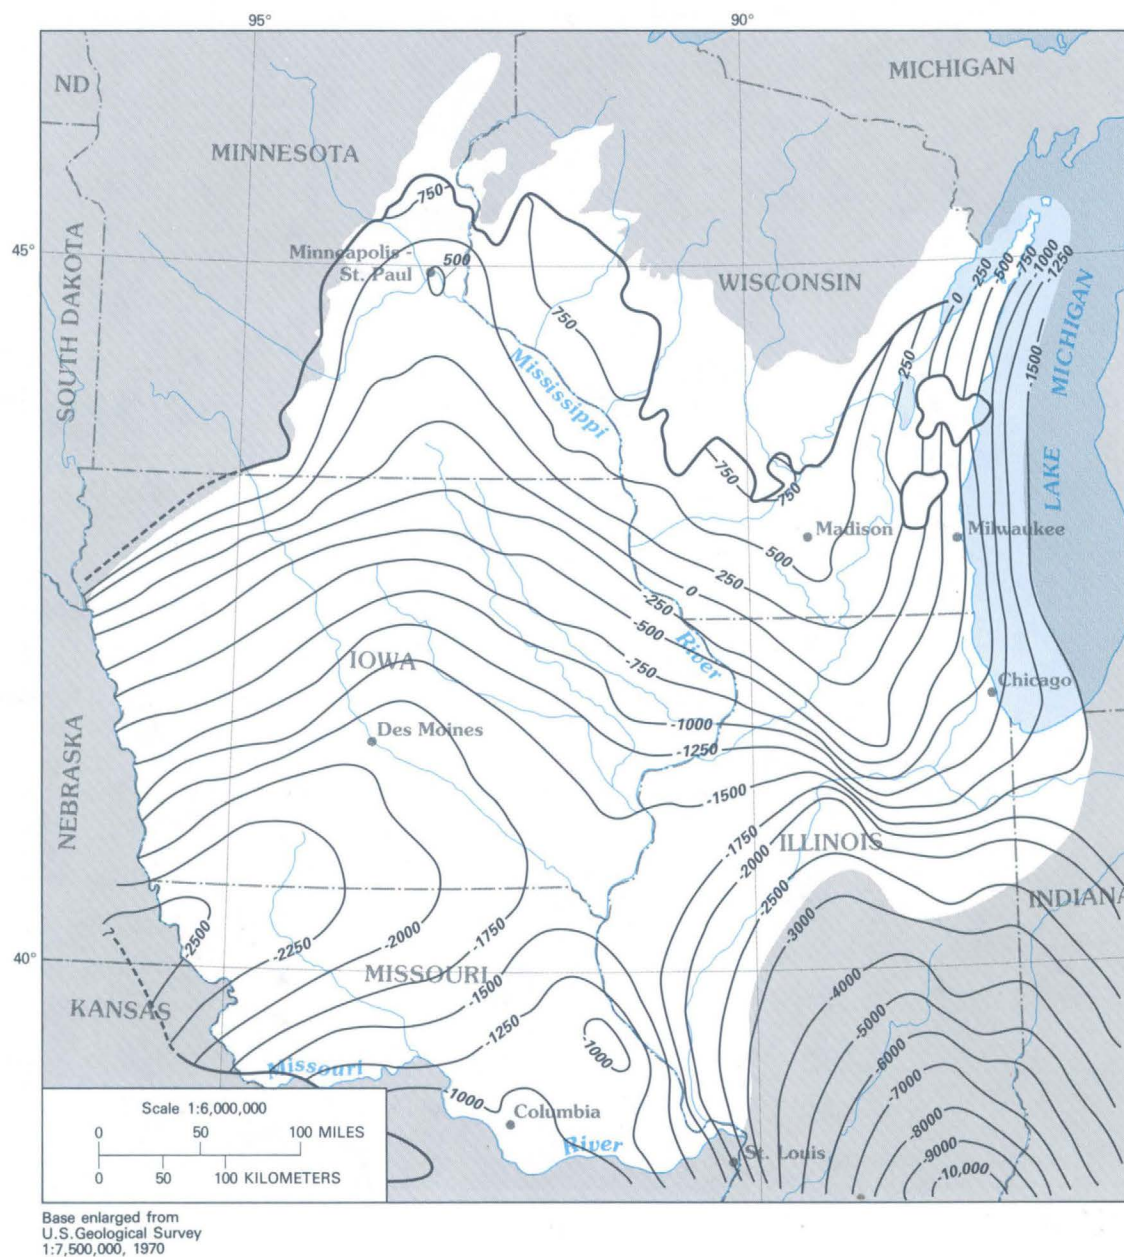 95°
90°
ND
MINNESOTA
MICHIGAN
SOUTH DAKOTA
45°
Minneapolis -
St. Paul
750
500
WISCONSIN
0
250
-250
-500
-750
-1000
-1250
-1500
LAKE MICHIGAN
750
Mississippi
River
250
750
750
Madison
Milwaukee
500
250
0
-250
-500
-750
-1000
-1250
-1500
IOWA
Des Moines
Chicago
NEBRASKA
-1750
-2000
-2500
-3000
ILLINOIS
INDIANA
?
-2500
-2250
-2000
-1750
-1500
-1250
-1000
-1000
40°
MISSOURI
KANSAS
-4000
-5000
-6000
-7000
-8000
-9000
-10,000
Missouri
River
Columbia
St. Louis
Scale 1:6,000,000
0 50 100 MILES
0 50 100 KILOMETERS
Base enlarged from
U.S. Geological Survey
1:7,500,000, 1970